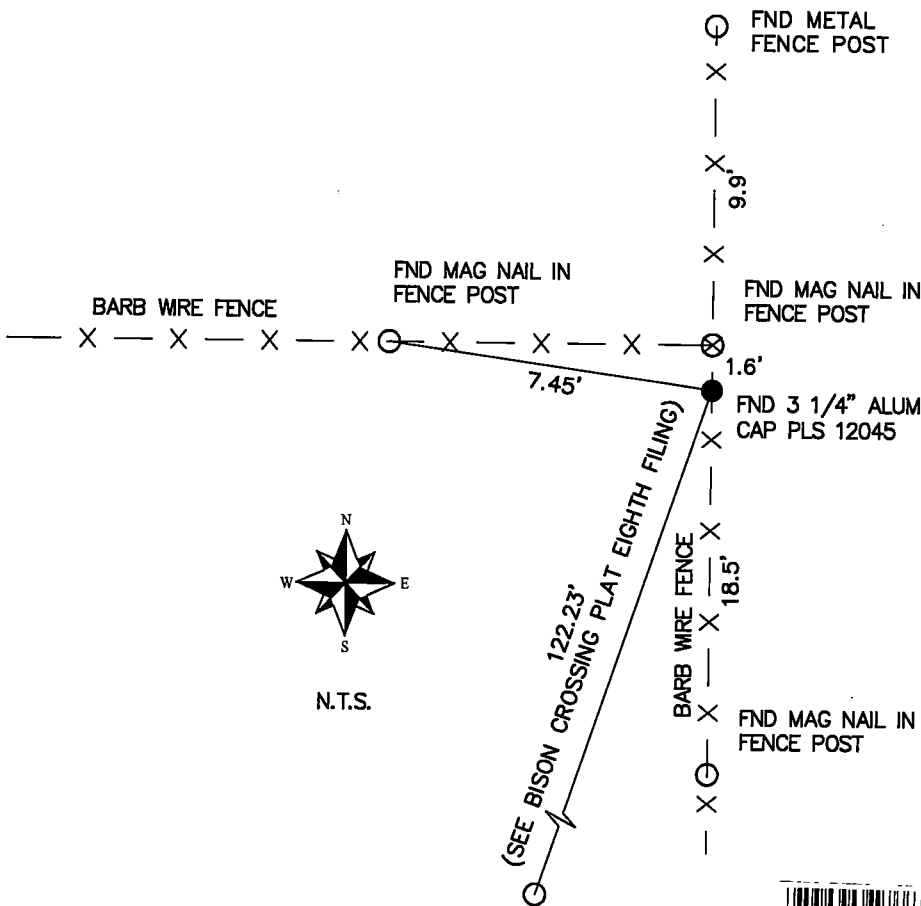 FND METAL
FENCE POST
9.9'
FND MAG NAIL IN
FENCE POST
FND MAG NAIL IN
FENCE POST
BARB WIRE FENCE
7.45'
1.6'
FND 3 1/4" ALUM
CAP PLS 12045
N
W
E
S
N.T.S.
122.23'
(SEE BISON CROSSING PLAT EIGHTH FILING)
BARB WIRE FENCE
18.5'
FND MAG NAIL IN
FENCE POST